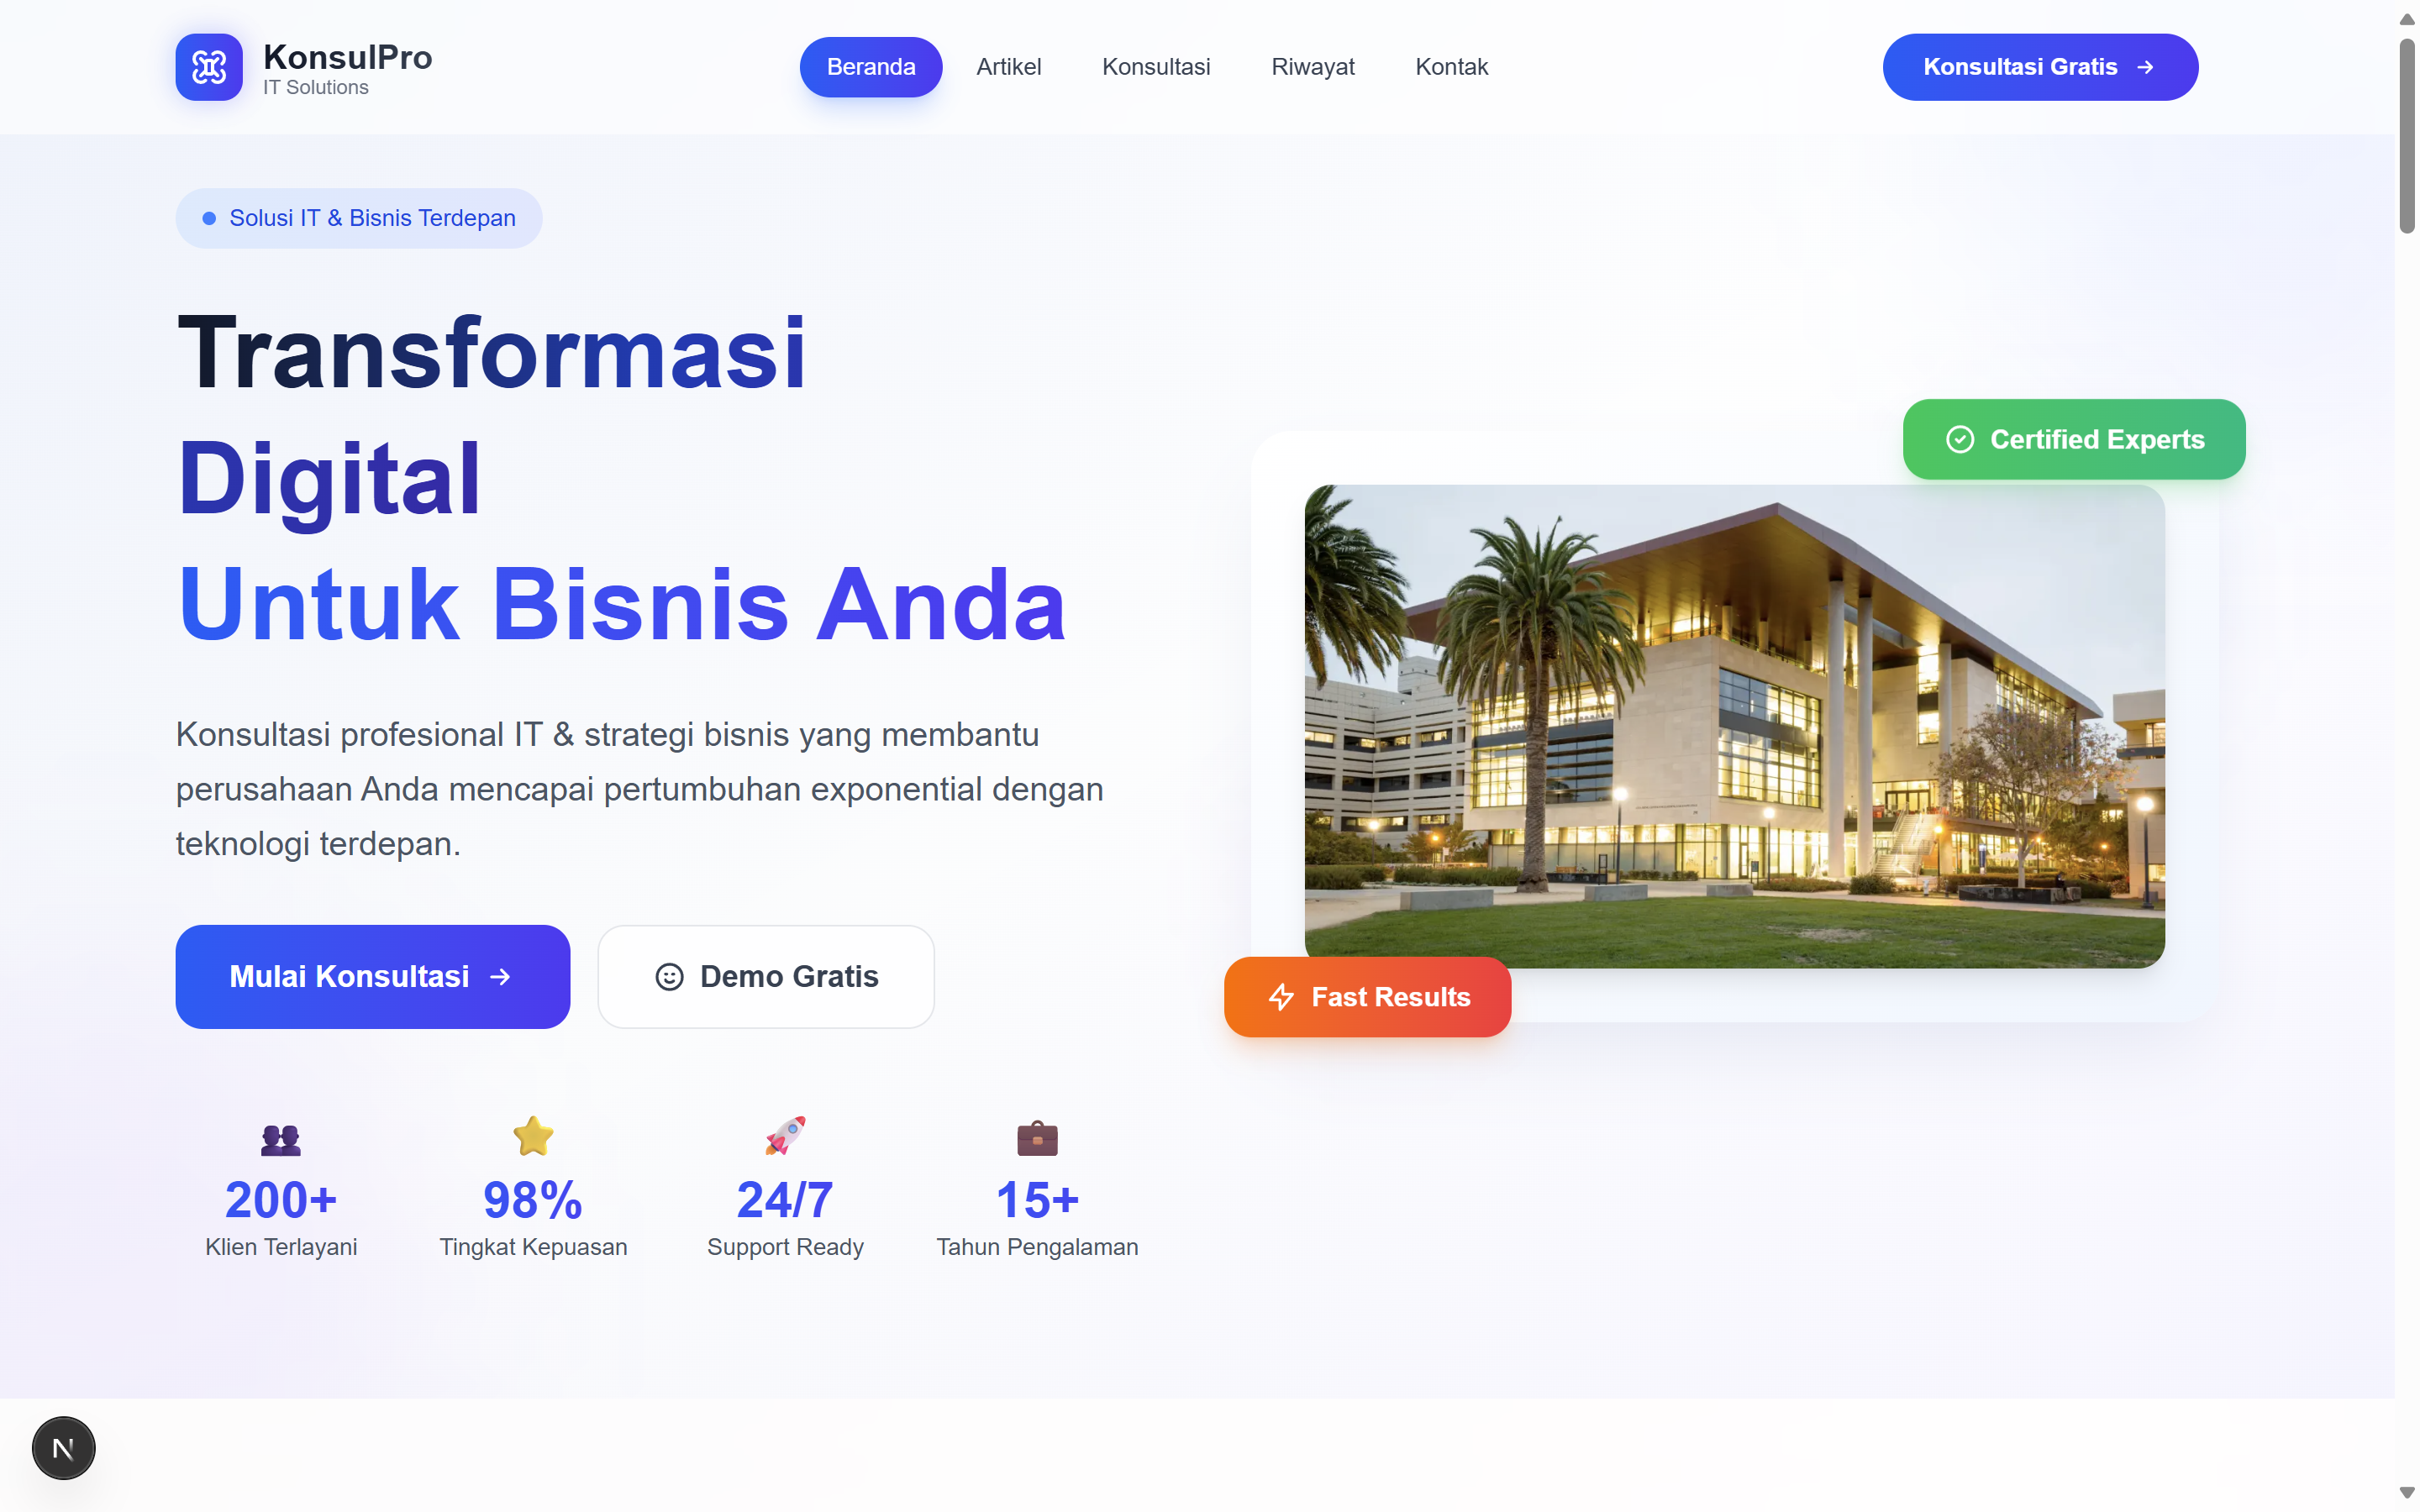 KonsulPro
IT Solutions
Beranda
Artikel
Konsultasi
Riwayat
Kontak
Konsultasi Gratis
Solusi IT & Bisnis Terdepan
Transformasi
Digital
Untuk Bisnis Anda
Konsultasi profesional IT & strategi bisnis yang membantu
perusahaan Anda mencapai pertumbuhan exponential dengan
teknologi terdepan.
Mulai Konsultasi
Demo Gratis
Certified Experts
Fast Results
200+
Klien Terlayani
98%
Tingkat Kepuasan
24/7
Support Ready
15+
Tahun Pengalaman
N